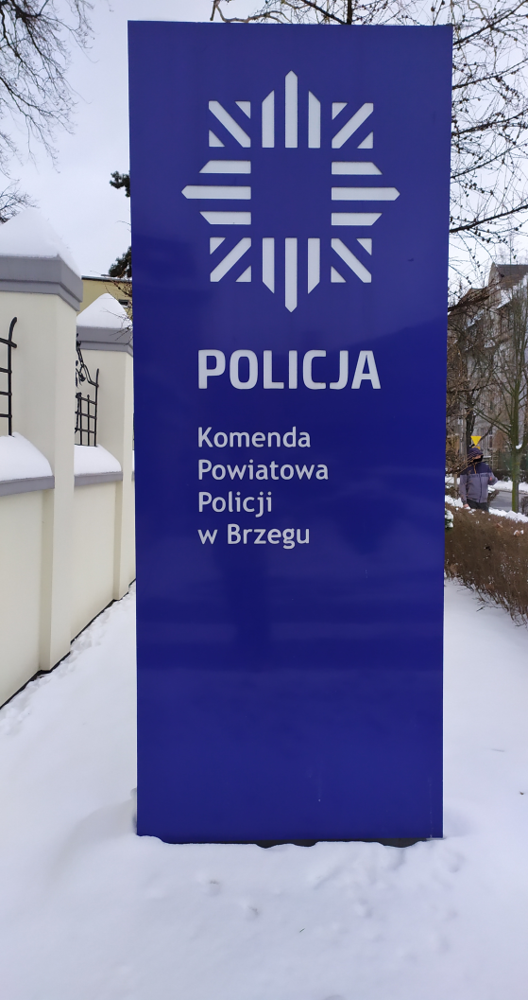 POLICJA
Komenda
Powiatowa
Policji
w Brzegu